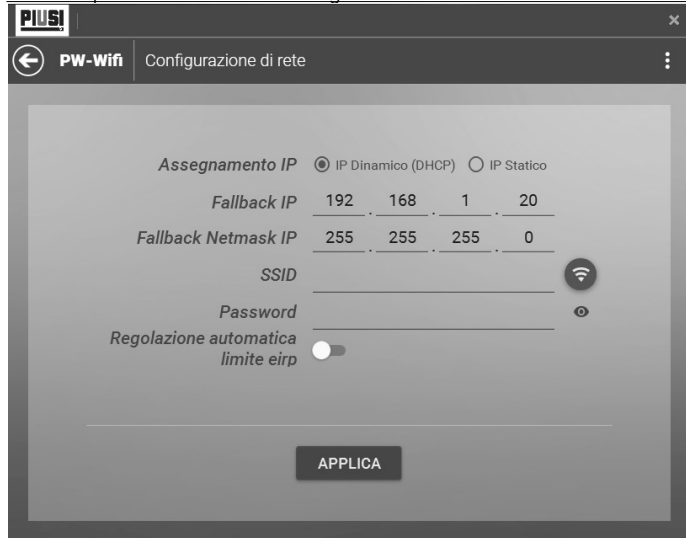 PIUSI
PW-Wifi Configurazione di rete
Assegnamento IP IP Dinamico (DHCP) IP Statico
Fallback IP 192 . 168 . 1 . 20
Fallback Netmask IP 255 . 255 . 255 . 0
SSID
Password
Regolazione automatica
limite eirp
APPLICA